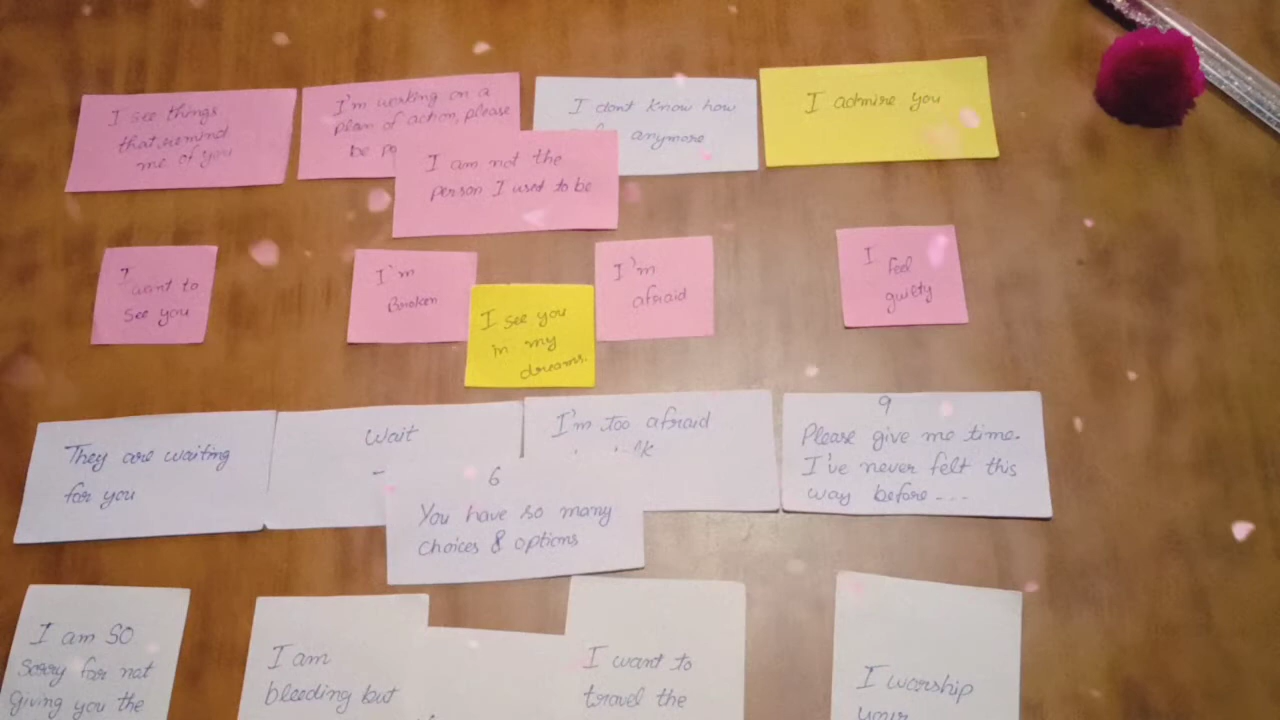 I see things
that remind
me of you
I'm working on a
plan of action, please
be
I dont know how
anymore
I am not the
person I used to be
I admire you
I
want to
see you
I'm
Broken
I see you
in my
dreams.
I'm
afraid
I
feel
guilty
They are waiting
for you
Wait
I'm too afraid
6
You have so many
choices & options
9
Please give me time.
I've never felt this
way before ---
I am SO
Sorry for not
giving you the
I am
bleeding but
I want to
travel the
I worship
your